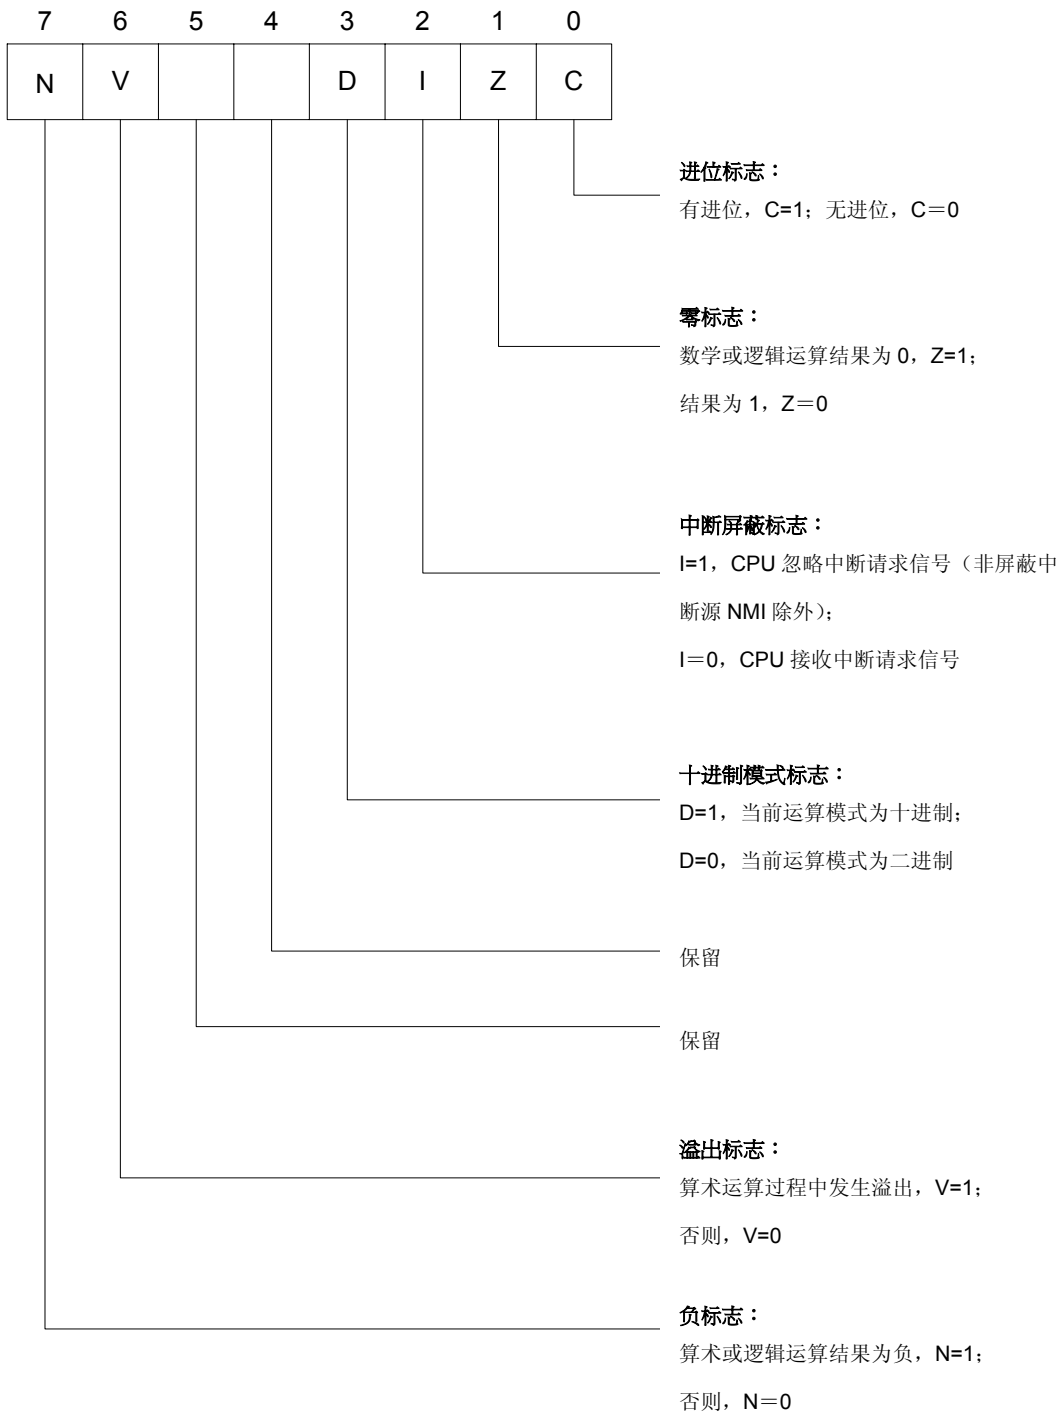 7 6 5 4 3 2 1 0
N V D I Z C
进位标志：
有进位，C=1；无进位，C＝0
零标志：
数学或逻辑运算结果为 0，Z=1；
结果为 1，Z＝0
中断屏蔽标志：
I=1，CPU 忽略中断请求信号（非屏蔽中
断源 NMI 除外）；
I＝0，CPU 接收中断请求信号
十进制模式标志：
D=1，当前运算模式为十进制；
D=0，当前运算模式为二进制
保留
保留
溢出标志：
算术运算过程中发生溢出，V=1；
否则，V=0
负标志：
算术或逻辑运算结果为负，N=1；
否则，N＝0